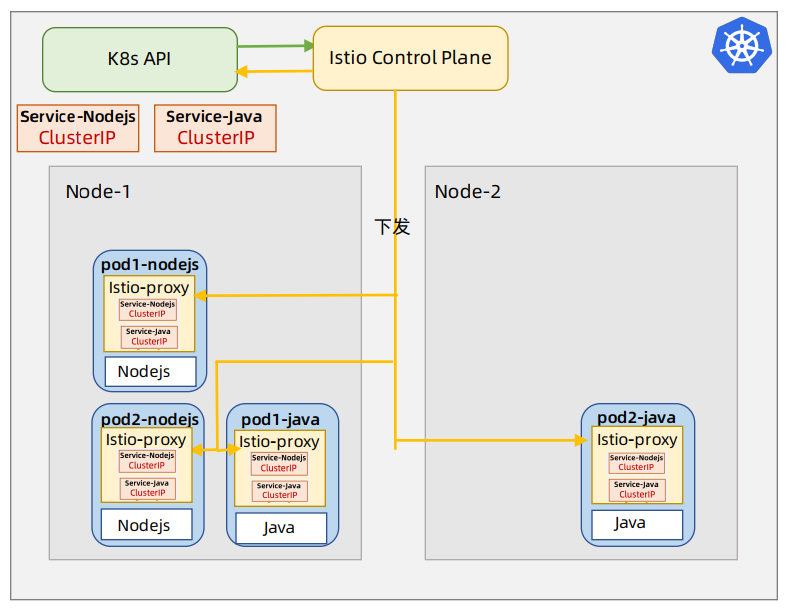 K8s API
Istio Control Plane
Service-Nodejs
ClusterIP
Service-Java
ClusterIP
Node-1
Node-2
下发
pod1-nodejs
Istio-proxy
Service-Nodejs
ClusterIP
Service-Java
ClusterIP
Nodejs
pod2-nodejs
Istio-proxy
Service-Nodejs
ClusterIP
Service-Java
ClusterIP
Nodejs
pod1-java
Istio-proxy
Service-Nodejs
ClusterIP
Service-Java
ClusterIP
Java
pod2-java
Istio-proxy
Service-Nodejs
ClusterIP
Service-Java
ClusterIP
Java